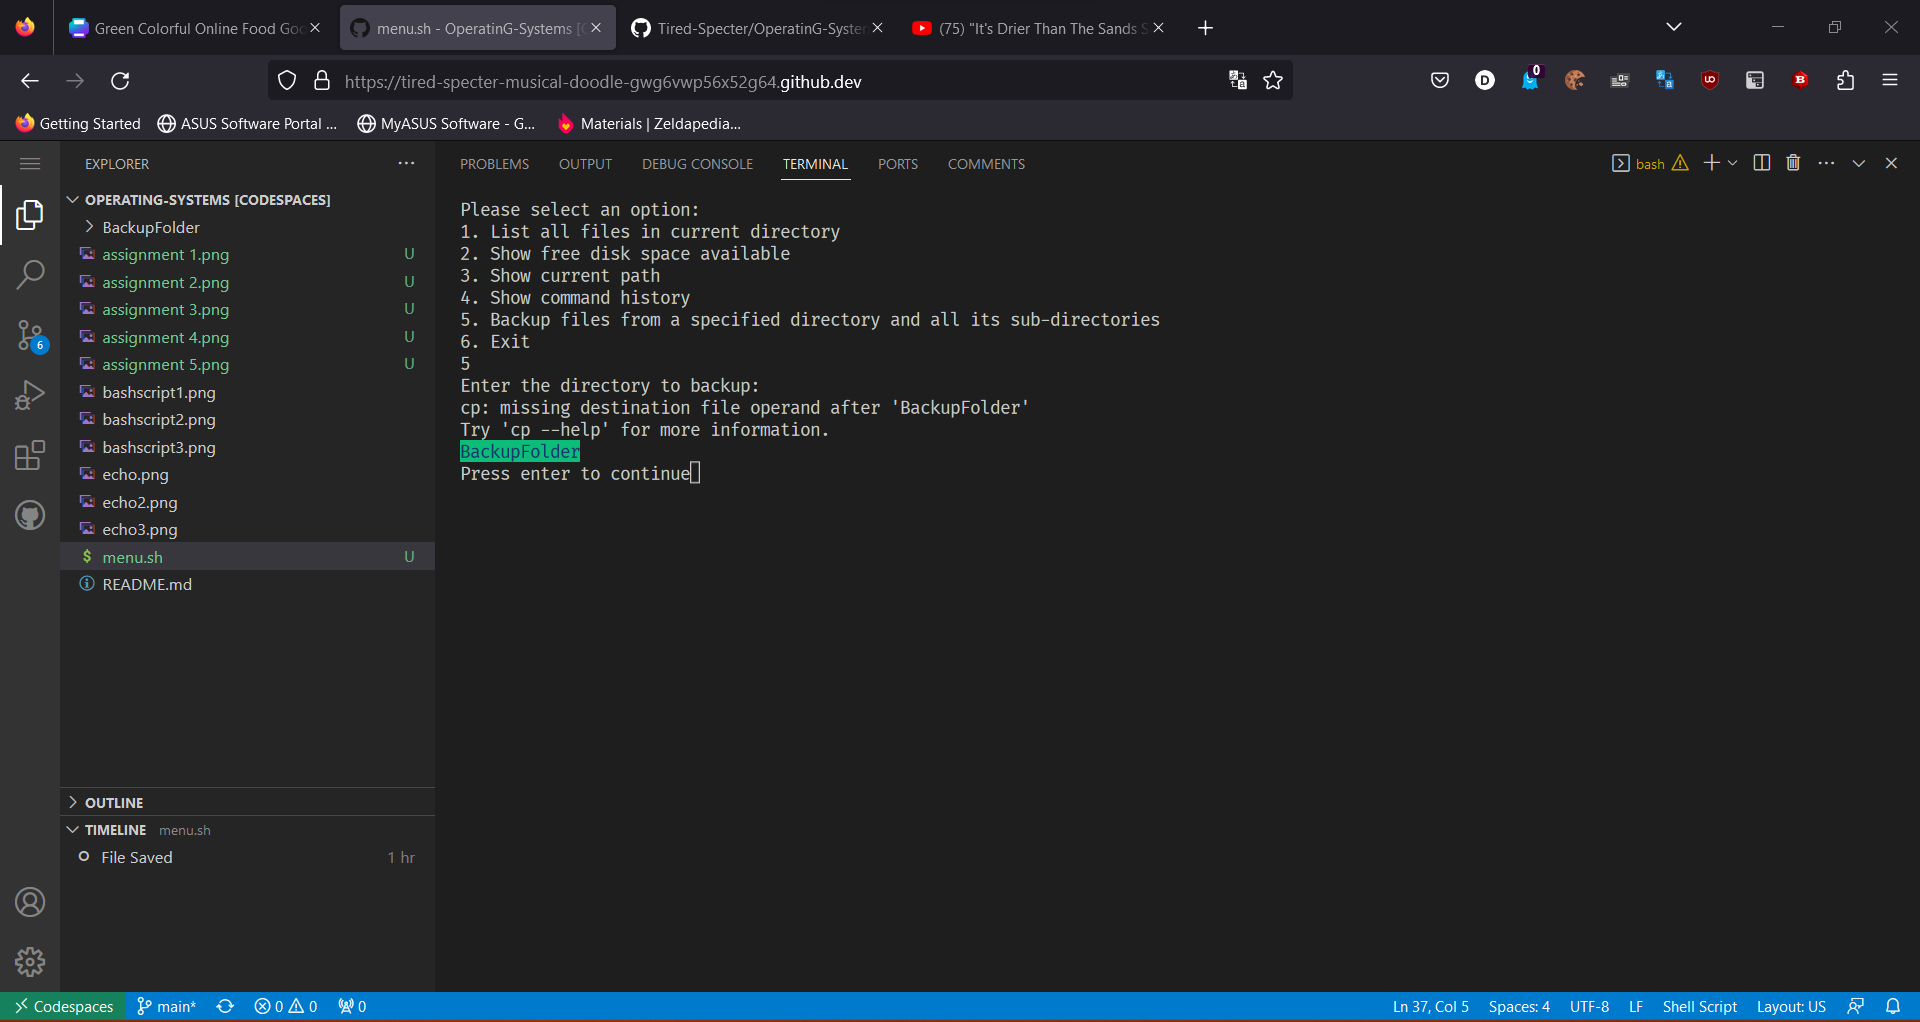 Green Colorful Online Food Goo
menu.sh - OperatinG-Systems [C
Tired-Specter/OperatinG-System
(75) "It's Drier Than The Sands S
https://tired-specter-musical-doodle-gwg6vwp56x52g64.github.dev
D
0
Getting Started
ASUS Software Portal ...
MyASUS Software - G...
Materials | Zeldapedia...
EXPLORER
PROBLEMS
OUTPUT
DEBUG CONSOLE
TERMINAL
PORTS
COMMENTS
bash
OPERATING-SYSTEMS [CODESPACES]
BackupFolder
assignment 1.png U
assignment 2.png U
assignment 3.png U
assignment 4.png U
assignment 5.png U
bashscript1.png
bashscript2.png
bashscript3.png
echo.png
echo2.png
echo3.png
menu.sh U
README.md
6
Please select an option:
1. List all files in current directory
2. Show free disk space available
3. Show current path
4. Show command history
5. Backup files from a specified directory and all its sub-directories
6. Exit
5
Enter the directory to backup:
cp: missing destination file operand after 'BackupFolder'
Try 'cp --help' for more information.
BackupFolder
Press enter to continue
OUTLINE
TIMELINE menu.sh
File Saved 1 hr
Codespaces
main*
0
0
0
Ln 37, Col 5
Spaces: 4
UTF-8
LF
Shell Script
Layout: US